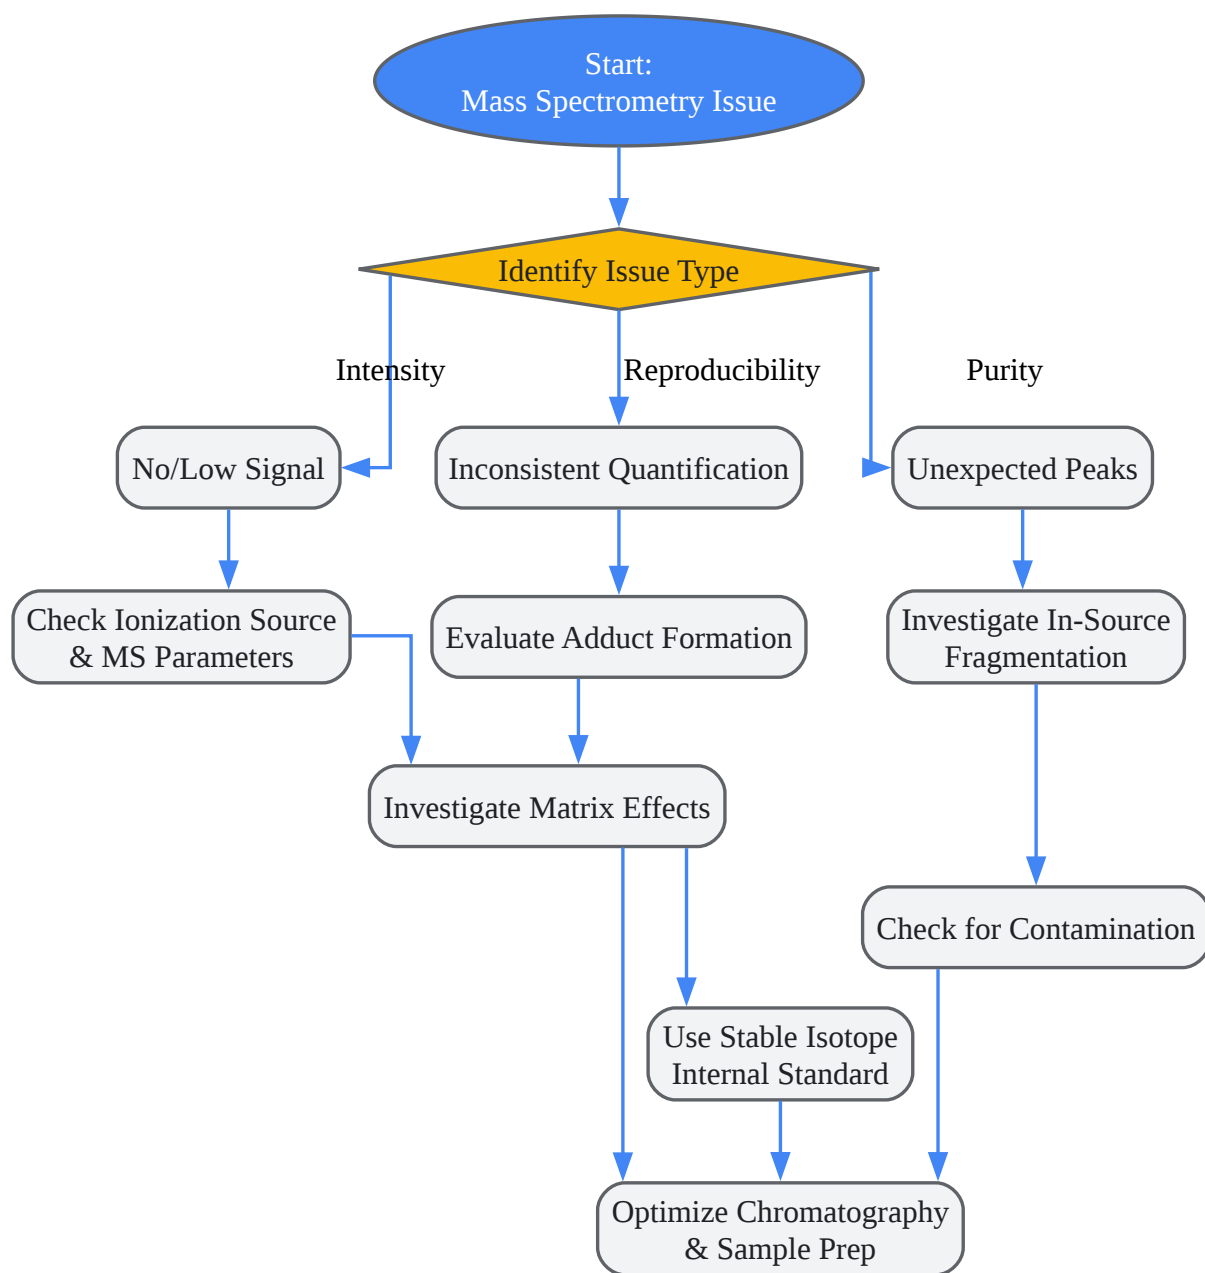 Start:
Mass Spectrometry Issue
Identify Issue Type
Intensity
Reproducibility
Purity
No/Low Signal
Inconsistent Quantification
Unexpected Peaks
Check Ionization Source
& MS Parameters
Evaluate Adduct Formation
Investigate In-Source
Fragmentation
Investigate Matrix Effects
Check for Contamination
Use Stable Isotope
Internal Standard
Optimize Chromatography
& Sample Prep